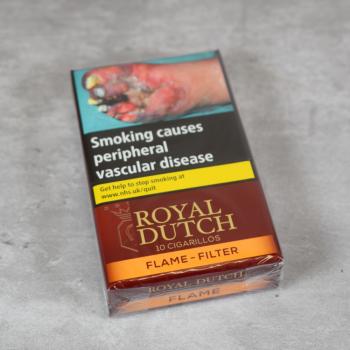 Smoking causes
peripheral
vascular disease
Get help to stop smoking at
www.nhs.uk/quit
ROYAL
DUTCH
10 CIGARILLOS
FLAME - FILTER
ROYAL DUTCH
FLAME